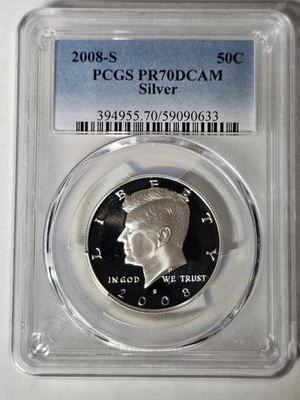 2008-S 50C
PCGS PR70DCAM
Silver
394955.70/59090633
LIBERTY
IN GOD WE TRUST
2008
S